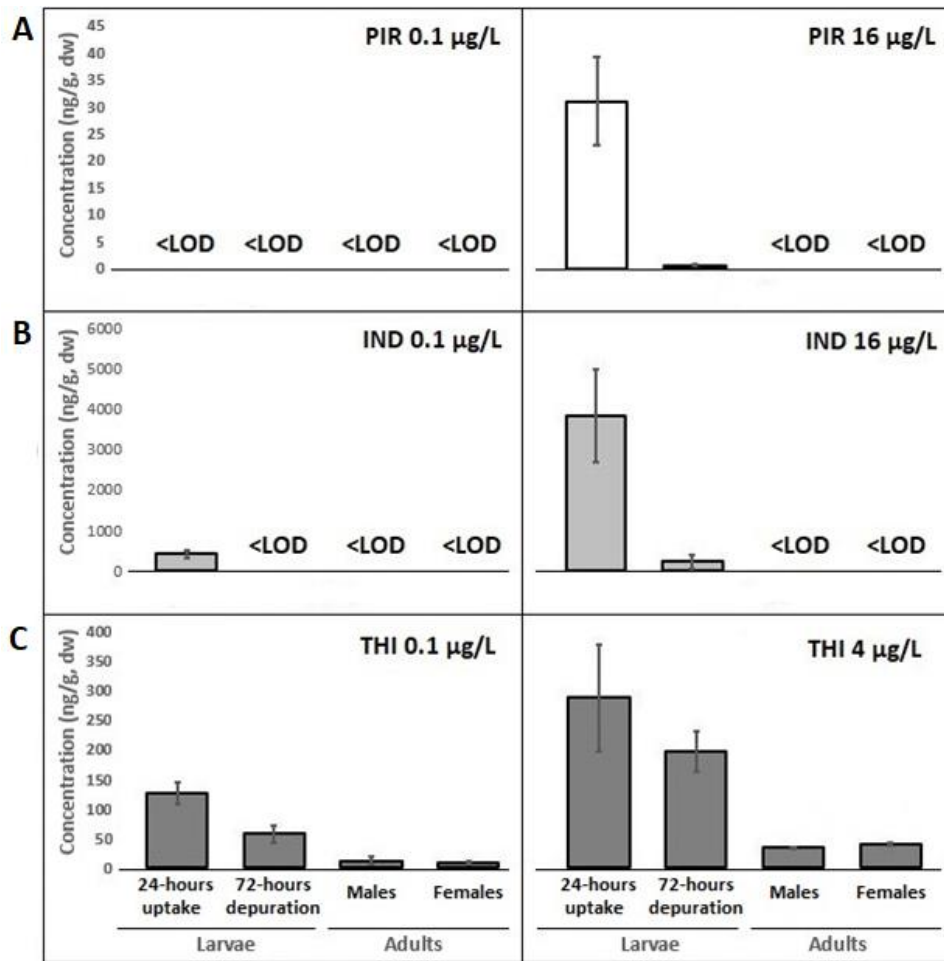 A
Concentration (ng/g, dw)
45
40
35
30
25
20
15
10
5
0
PIR 0.1 µg/L
<LOD <LOD <LOD <LOD
PIR 16 µg/L
<LOD <LOD
B
Concentration (ng/g, dw)
6000
5000
4000
3000
2000
1000
0
IND 0.1 µg/L
<LOD <LOD <LOD
IND 16 µg/L
<LOD <LOD
C
Concentration (ng/g, dw)
400
350
300
250
200
150
100
50
0
THI 0.1 µg/L
THI 4 µg/L
24-hours uptake
72-hours depuration
Males
Females
Larvae
Adults
24-hours uptake
72-hours depuration
Males
Females
Larvae
Adults